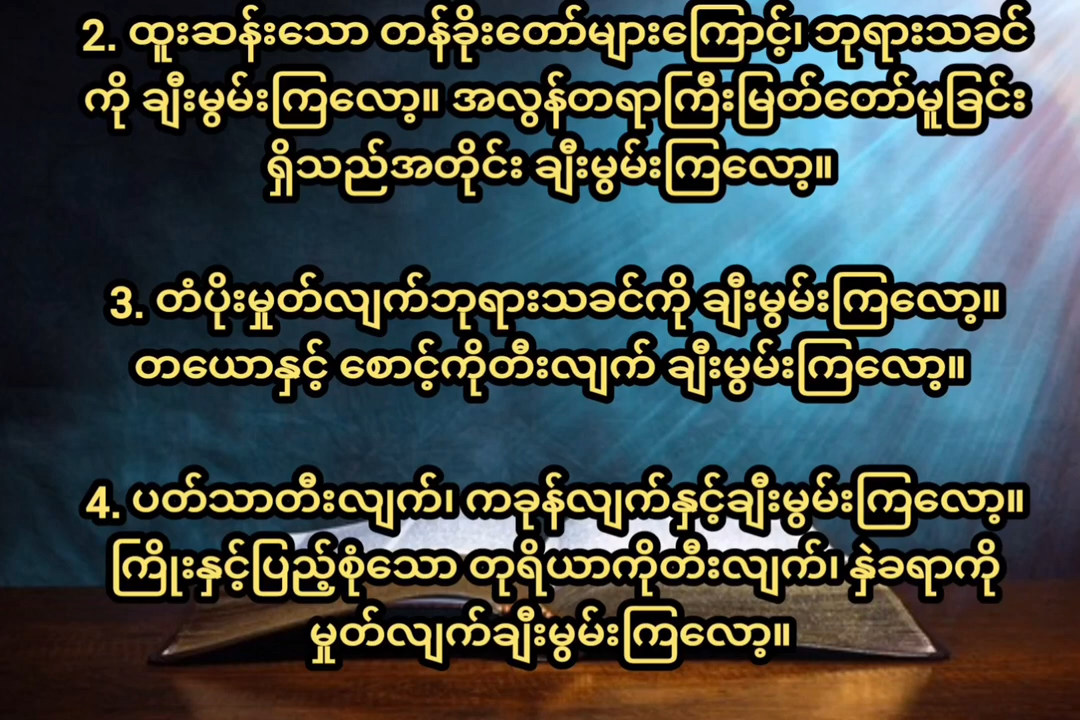 2. ထူးဆန်းသော တန်ခိုးတော်များကြောင့်၊ ဘုရားသခင်
ကို ချီးမွမ်းကြလော့။ အလွန်တရာကြီးမြတ်တော်မူခြင်း
ရှိသည်အတိုင်း ချီးမွမ်းကြလော့။
3. တံပိုးမှုတ်လျက်ဘုရားသခင်ကို ချီးမွမ်းကြလော့။
တယောနှင့် စောင့်ကိုတီးလျက် ချီးမွမ်းကြလော့။
4. ပတ်သာတီးလျက်၊ ကခုန်လျက်နှင့်ချီးမွမ်းကြလော့။
ကြိုးနှင့်ပြည့်စုံသော တုရိယာကိုတီးလျက်၊ နှဲခရာကို
မှုတ်လျက်ချီးမွမ်းကြလော့။